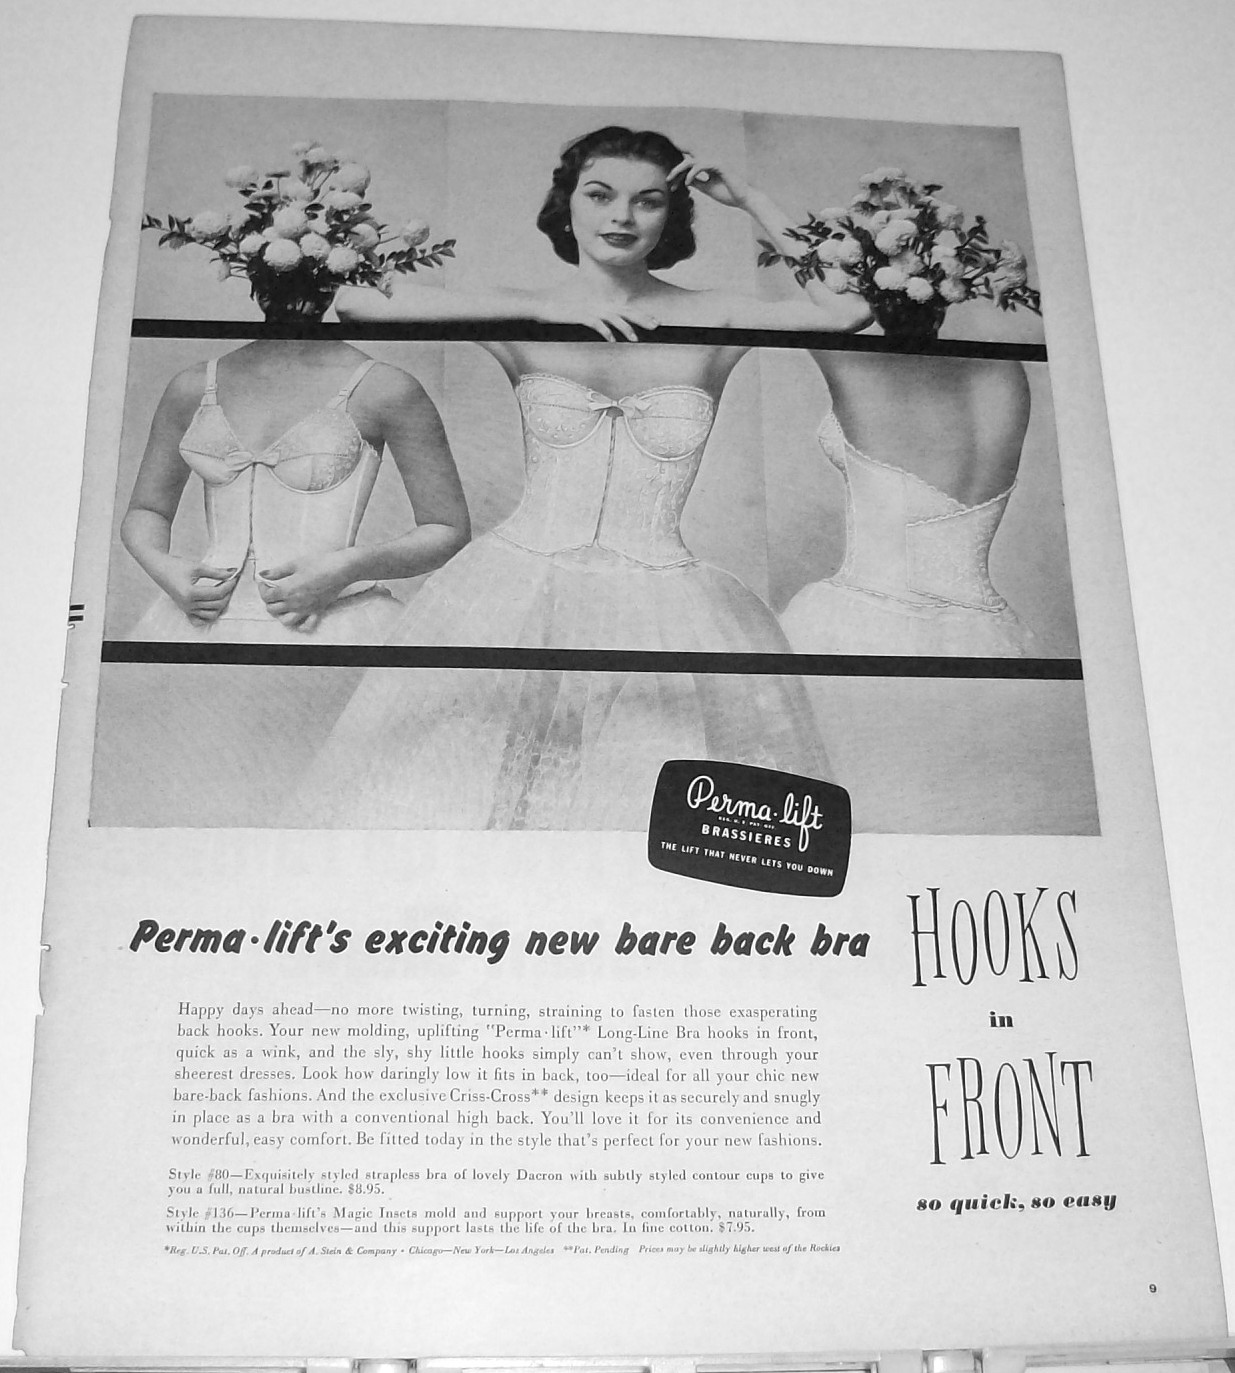 Perma·lift
REG. U. S. PAT. OFF.
BRASSIERES
THE LIFT THAT NEVER LETS YOU DOWN
Perma·lift's exciting new bare back bra
HOOKS
in
FRONT
so quick, so easy
Happy days ahead—no more twisting, turning, straining to fasten those exasperating
back hooks. Your new molding, uplifting "Perma·lift"* Long-Line Bra hooks in front,
quick as a wink, and the sly, shy little hooks simply can't show, even through your
sheerest dresses. Look how daringly low it fits in back, too—ideal for all your chic new
bare-back fashions. And the exclusive Criss-Cross** design keeps it as securely and snugly
in place as a bra with a conventional high back. You'll love it for its convenience and
wonderful, easy comfort. Be fitted today in the style that's perfect for your new fashions.
Style #80—Exquisitely styled strapless bra of lovely Dacron with subtly styled contour cups to give
you a full, natural bustline. $8.95.
Style #136—Perma·lift's Magic Insets mold and support your breasts, comfortably, naturally, from
within the cups themselves—and this support lasts the life of the bra. In fine cotton. $7.95.
*Reg. U.S. Pat. Off. A product of A. Stein & Company • Chicago—New York—Los Angeles **Pat. Pending Prices may be slightly higher west of the Rockies
9